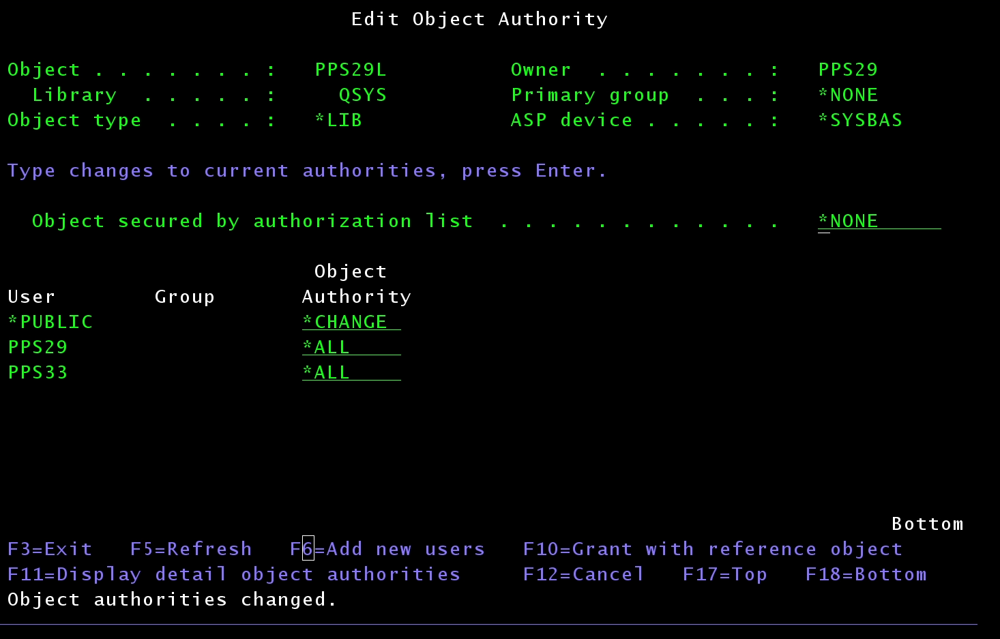 Edit Object Authority
Object . . . . . . . :   PPS29L          Owner  . . . . . . . :   PPS29
  Library  . . . . . :     QSYS          Primary group  . . . :   *NONE
Object type  . . . . :   *LIB            ASP device . . . . . :   *SYSBAS
Type changes to current authorities, press Enter.
  Object secured by authorization list  . . . . . . . . . . . .   *NONE
                         Object
User        Group       Authority
*PUBLIC                 *CHANGE
PPS29                   *ALL
PPS33                   *ALL
Bottom
F3=Exit   F5=Refresh   F6=Add new users   F10=Grant with reference object
F11=Display detail object authorities     F12=Cancel   F17=Top   F18=Bottom
Object authorities changed.